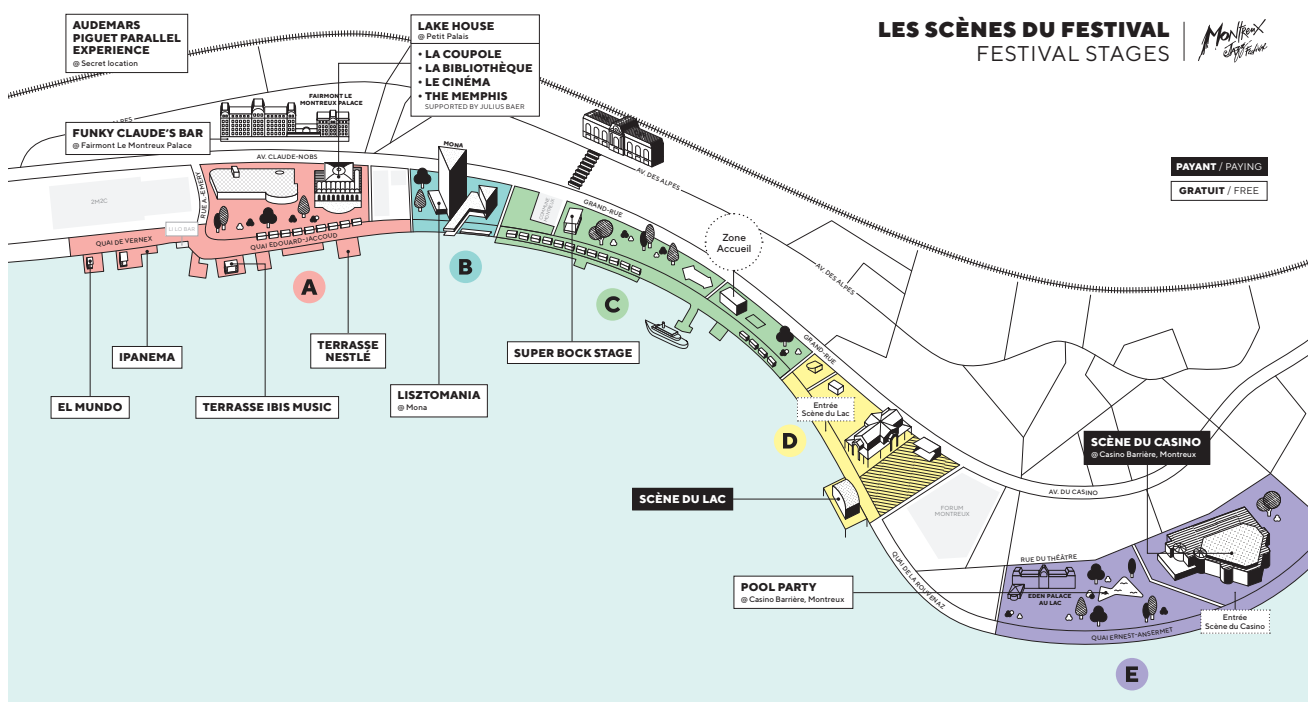 AUDEMARS
PIGUET PARALLEL
EXPERIENCE
@ Secret location
LAKE HOUSE
@ Petit Palais
• LA COUPOLE
• LA BIBLIOTHÈQUE
• LE CINÉMA
• THE MEMPHIS
SUPPORTED BY JULIUS BAER
LES SCÈNES DU FESTIVAL
FESTIVAL STAGES
MONTREUX
Jazz Festival
FAIRMONT LE
MONTREUX PALACE
FUNKY CLAUDE'S BAR
@ Fairmont Le Montreux Palace
AV. CLAUDE-NOBS
MONA
AV. DES ALPES
PAYANT / PAYING
GRATUIT / FREE
2M2C
RUE A.-EMERY
LI LO BAR
QUAI DE VERNEX
QUAI EDOUARD-JACCOUD
GRAND-RUE
Zone
Accueil
AV. DES ALPES
A
B
C
IPANEMA
TERRASSE
NESTLÉ
SUPER BOCK STAGE
GRAND-RUE
EL MUNDO
TERRASSE IBIS MUSIC
LISZTOMANIA
@ Mona
Entrée
Scène du Lac
D
SCÈNE DU CASINO
@ Casino Barrière, Montreux
SCÈNE DU LAC
AV. DU CASINO
FORUM
MONTREUX
QUAI DE LA ROUVENAZ
RUE DU THÉÂTRE
POOL PARTY
@ Casino Barrière, Montreux
EDEN PALACE
AU LAC
QUAI ERNEST-ANSERMET
Entrée
Scène du Casino
E